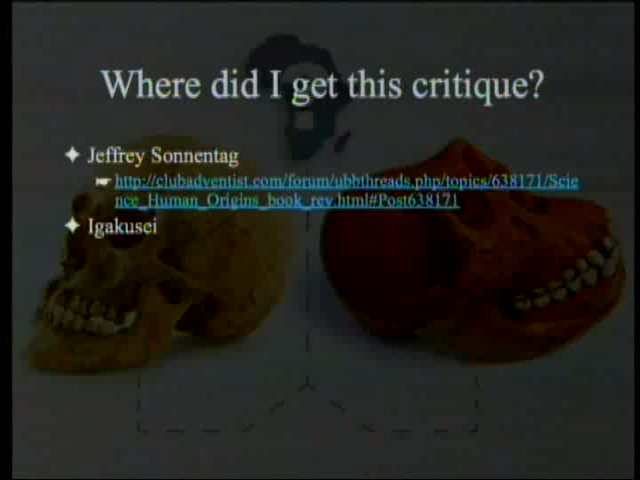 Where did I get this critique?
Jeffrey Sonnentag
http://clubadventist.com/forum/ubbthreads.php/topics/638171/Scie
nce_Human_Origins_book_rev.html#Post638171
Igakusei